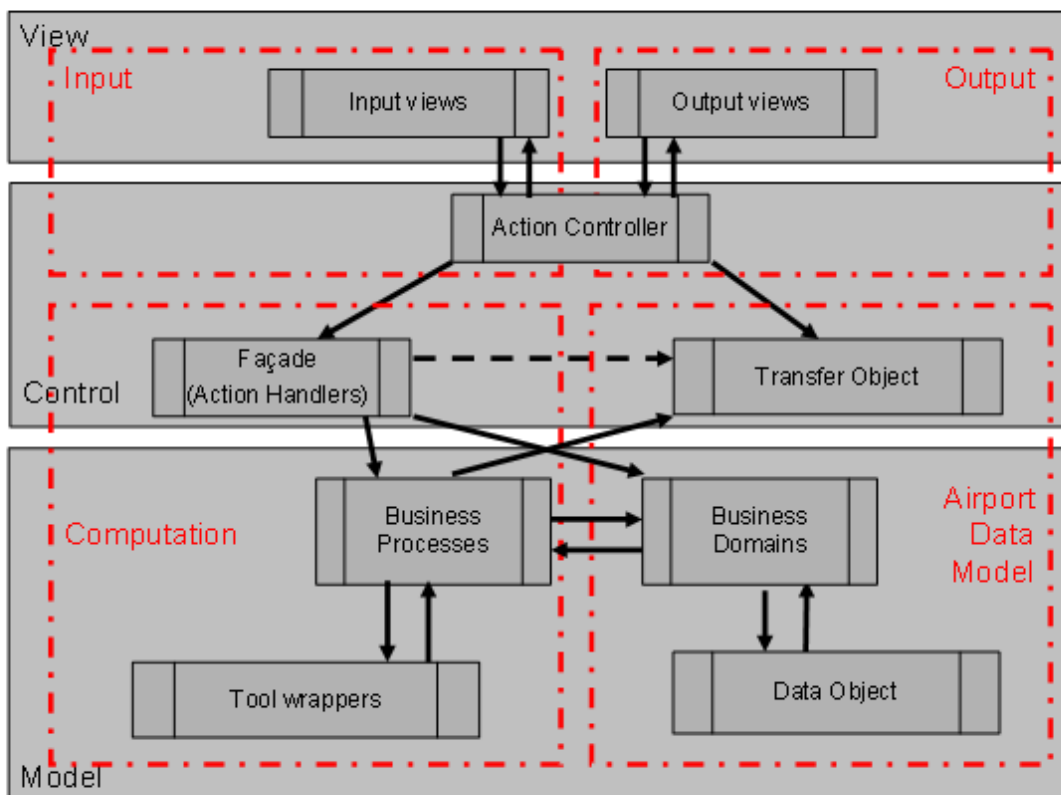 View
Input
Output
Input views
Output views
Action Controller
Façade
(Action Handlers)
Transfer Object
Control
Computation
Business
Processes
Business
Domains
Airport
Data
Model
Tool wrappers
Data Object
Model